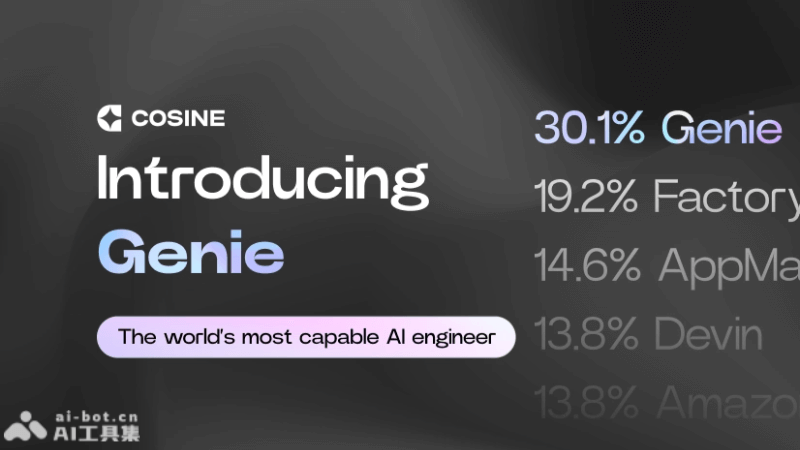 COSINE
Introducing
Genie
The world's most capable AI engineer
30.1% Genie
19.2% Factory
14.6% AppMa
13.8% Devin
13.8% Amazo
ai-bot.cn
AI工具集